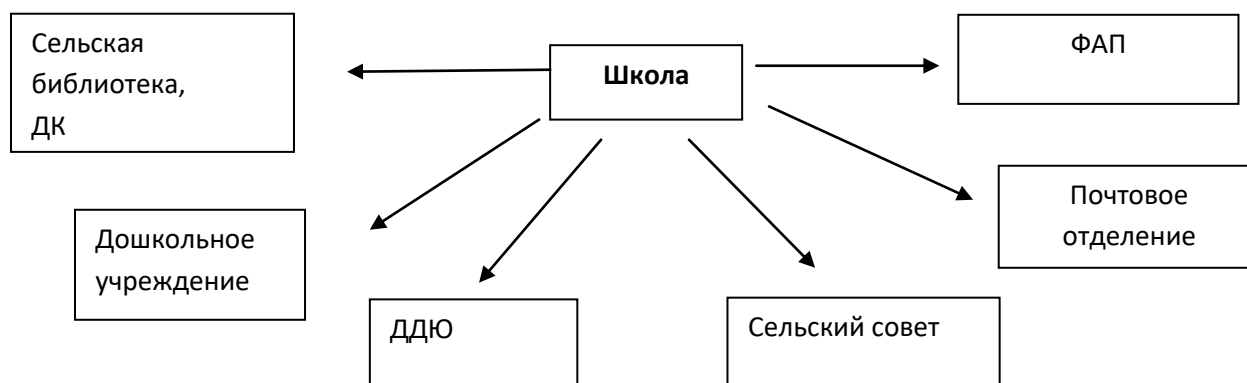 Сельская
библиотека,
ДК
Школа
ФАП
Почтовое
отделение
Дошкольное
учреждение
ДДЮ
Сельский совет